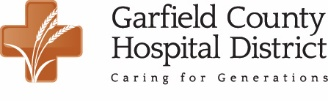 Garfield County
Hospital District
Caring for Generations